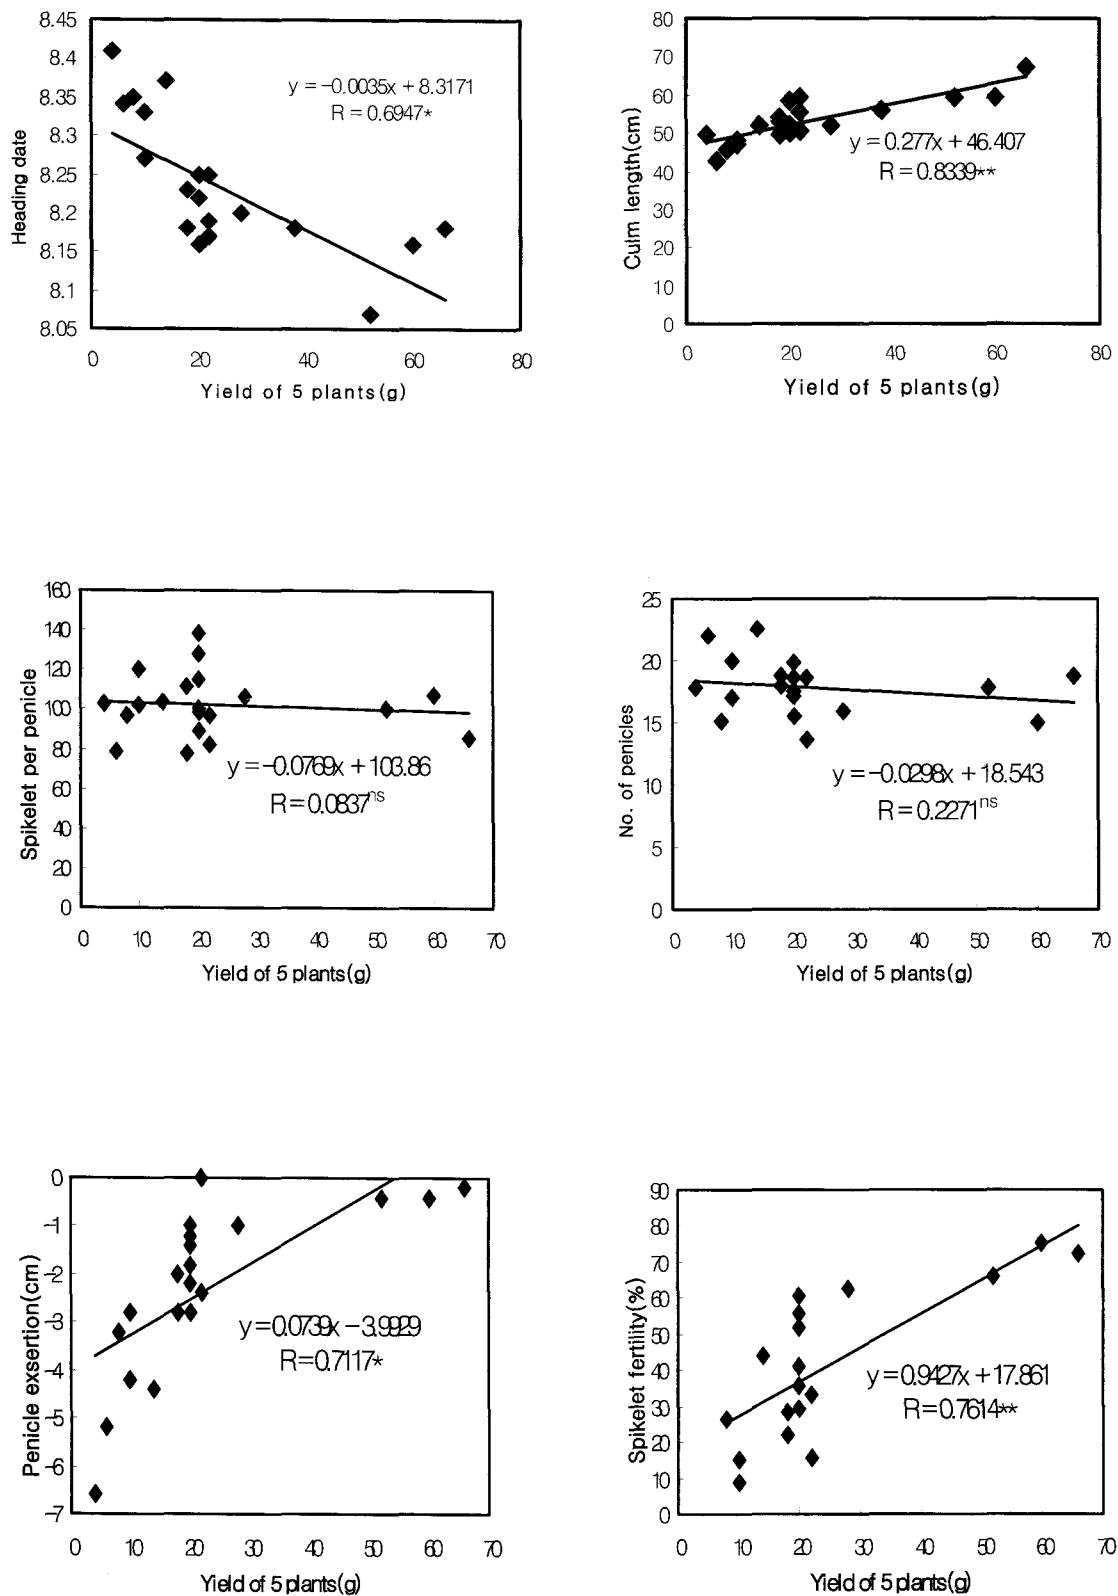 8.45
8.4
8.35
8.3
8.25
8.2
8.15
8.1
8.05
Heading date
y = −0.0035x + 8.3171
R = 0.6947*
0 20 40 60 80
Yield of 5 plants(g)
80
70
60
50
40
30
20
10
0
Culm length(cm)
y = 0.277x + 46.407
R = 0.8339**
0 20 40 60 80
Yield of 5 plants(g)
160
140
120
100
80
60
40
20
0
Spikelet per penicle
y = −0.0769x + 103.86
R = 0.0837ns
0 10 20 30 40 50 60 70
Yield of 5 plants(g)
25
20
15
10
5
0
No. of penicles
y = −0.0298x + 18.543
R = 0.2271ns
0 10 20 30 40 50 60 70
Yield of 5 plants(g)
0
−1
−2
−3
−4
−5
−6
−7
Penicle exsertion(cm)
y = 0.0739x − 3.9929
R = 0.7117*
0 10 20 30 40 50 60 70
Yield of 5 plants(g)
90
80
70
60
50
40
30
20
10
0
Spikelet fertility(%)
y = 0.9427x + 17.861
R = 0.7614**
0 10 20 30 40 50 60 70
Yield of 5 plants(g)